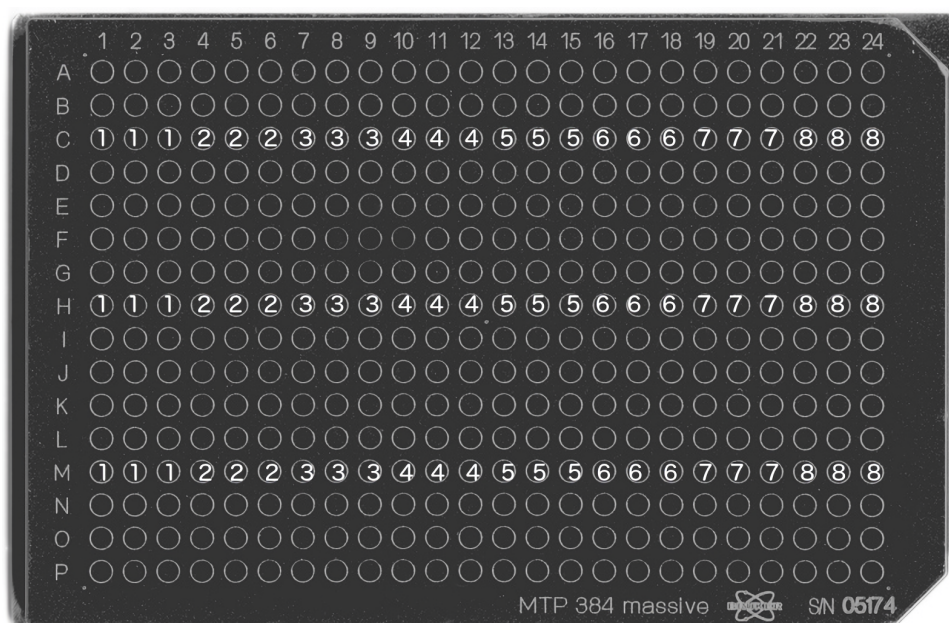 1 2 3 4 5 6 7 8 9 10 11 12 13 14 15 16 17 18 19 20 21 22 23 24
A
B
C 1 1 1 2 2 2 3 3 3 4 4 4 5 5 5 6 6 6 7 7 7 8 8 8
D
E
F
G
H 1 1 1 2 2 2 3 3 3 4 4 4 5 5 5 6 6 6 7 7 7 8 8 8
I
J
K
L
M 1 1 1 2 2 2 3 3 3 4 4 4 5 5 5 6 6 6 7 7 7 8 8 8
N
O
P
MTP 384 massive S/N 05174